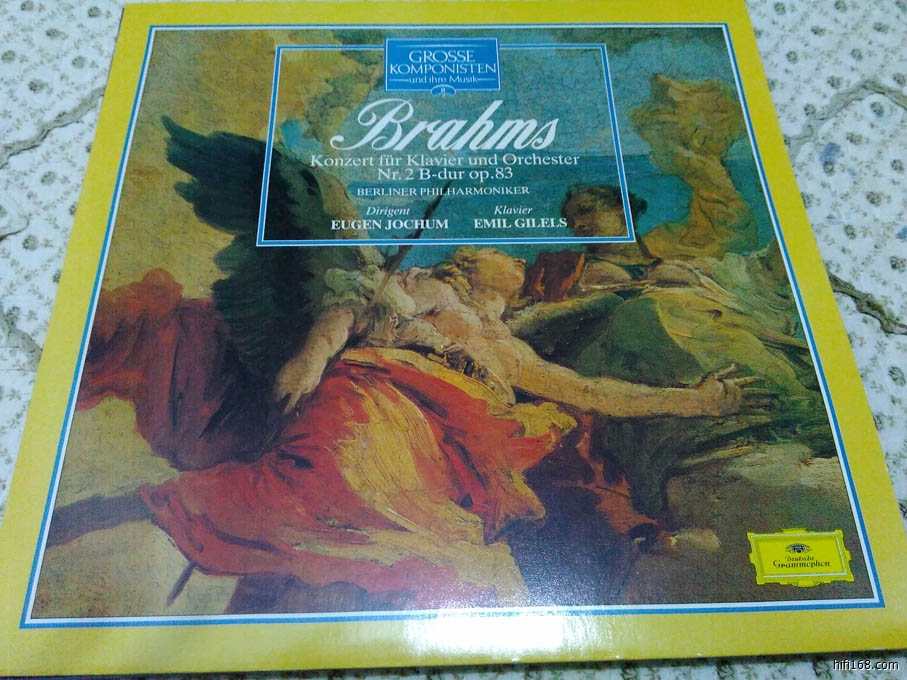 GROSSE
KOMPONISTEN
und ihre Musik
8
Brahms
Konzert für Klavier und Orchester
Nr. 2 B-dur op. 83
BERLINER PHILHARMONIKER
Dirigent Klavier
EUGEN JOCHUM EMIL GILELS
Deutsche
Grammophon
hifi168.com